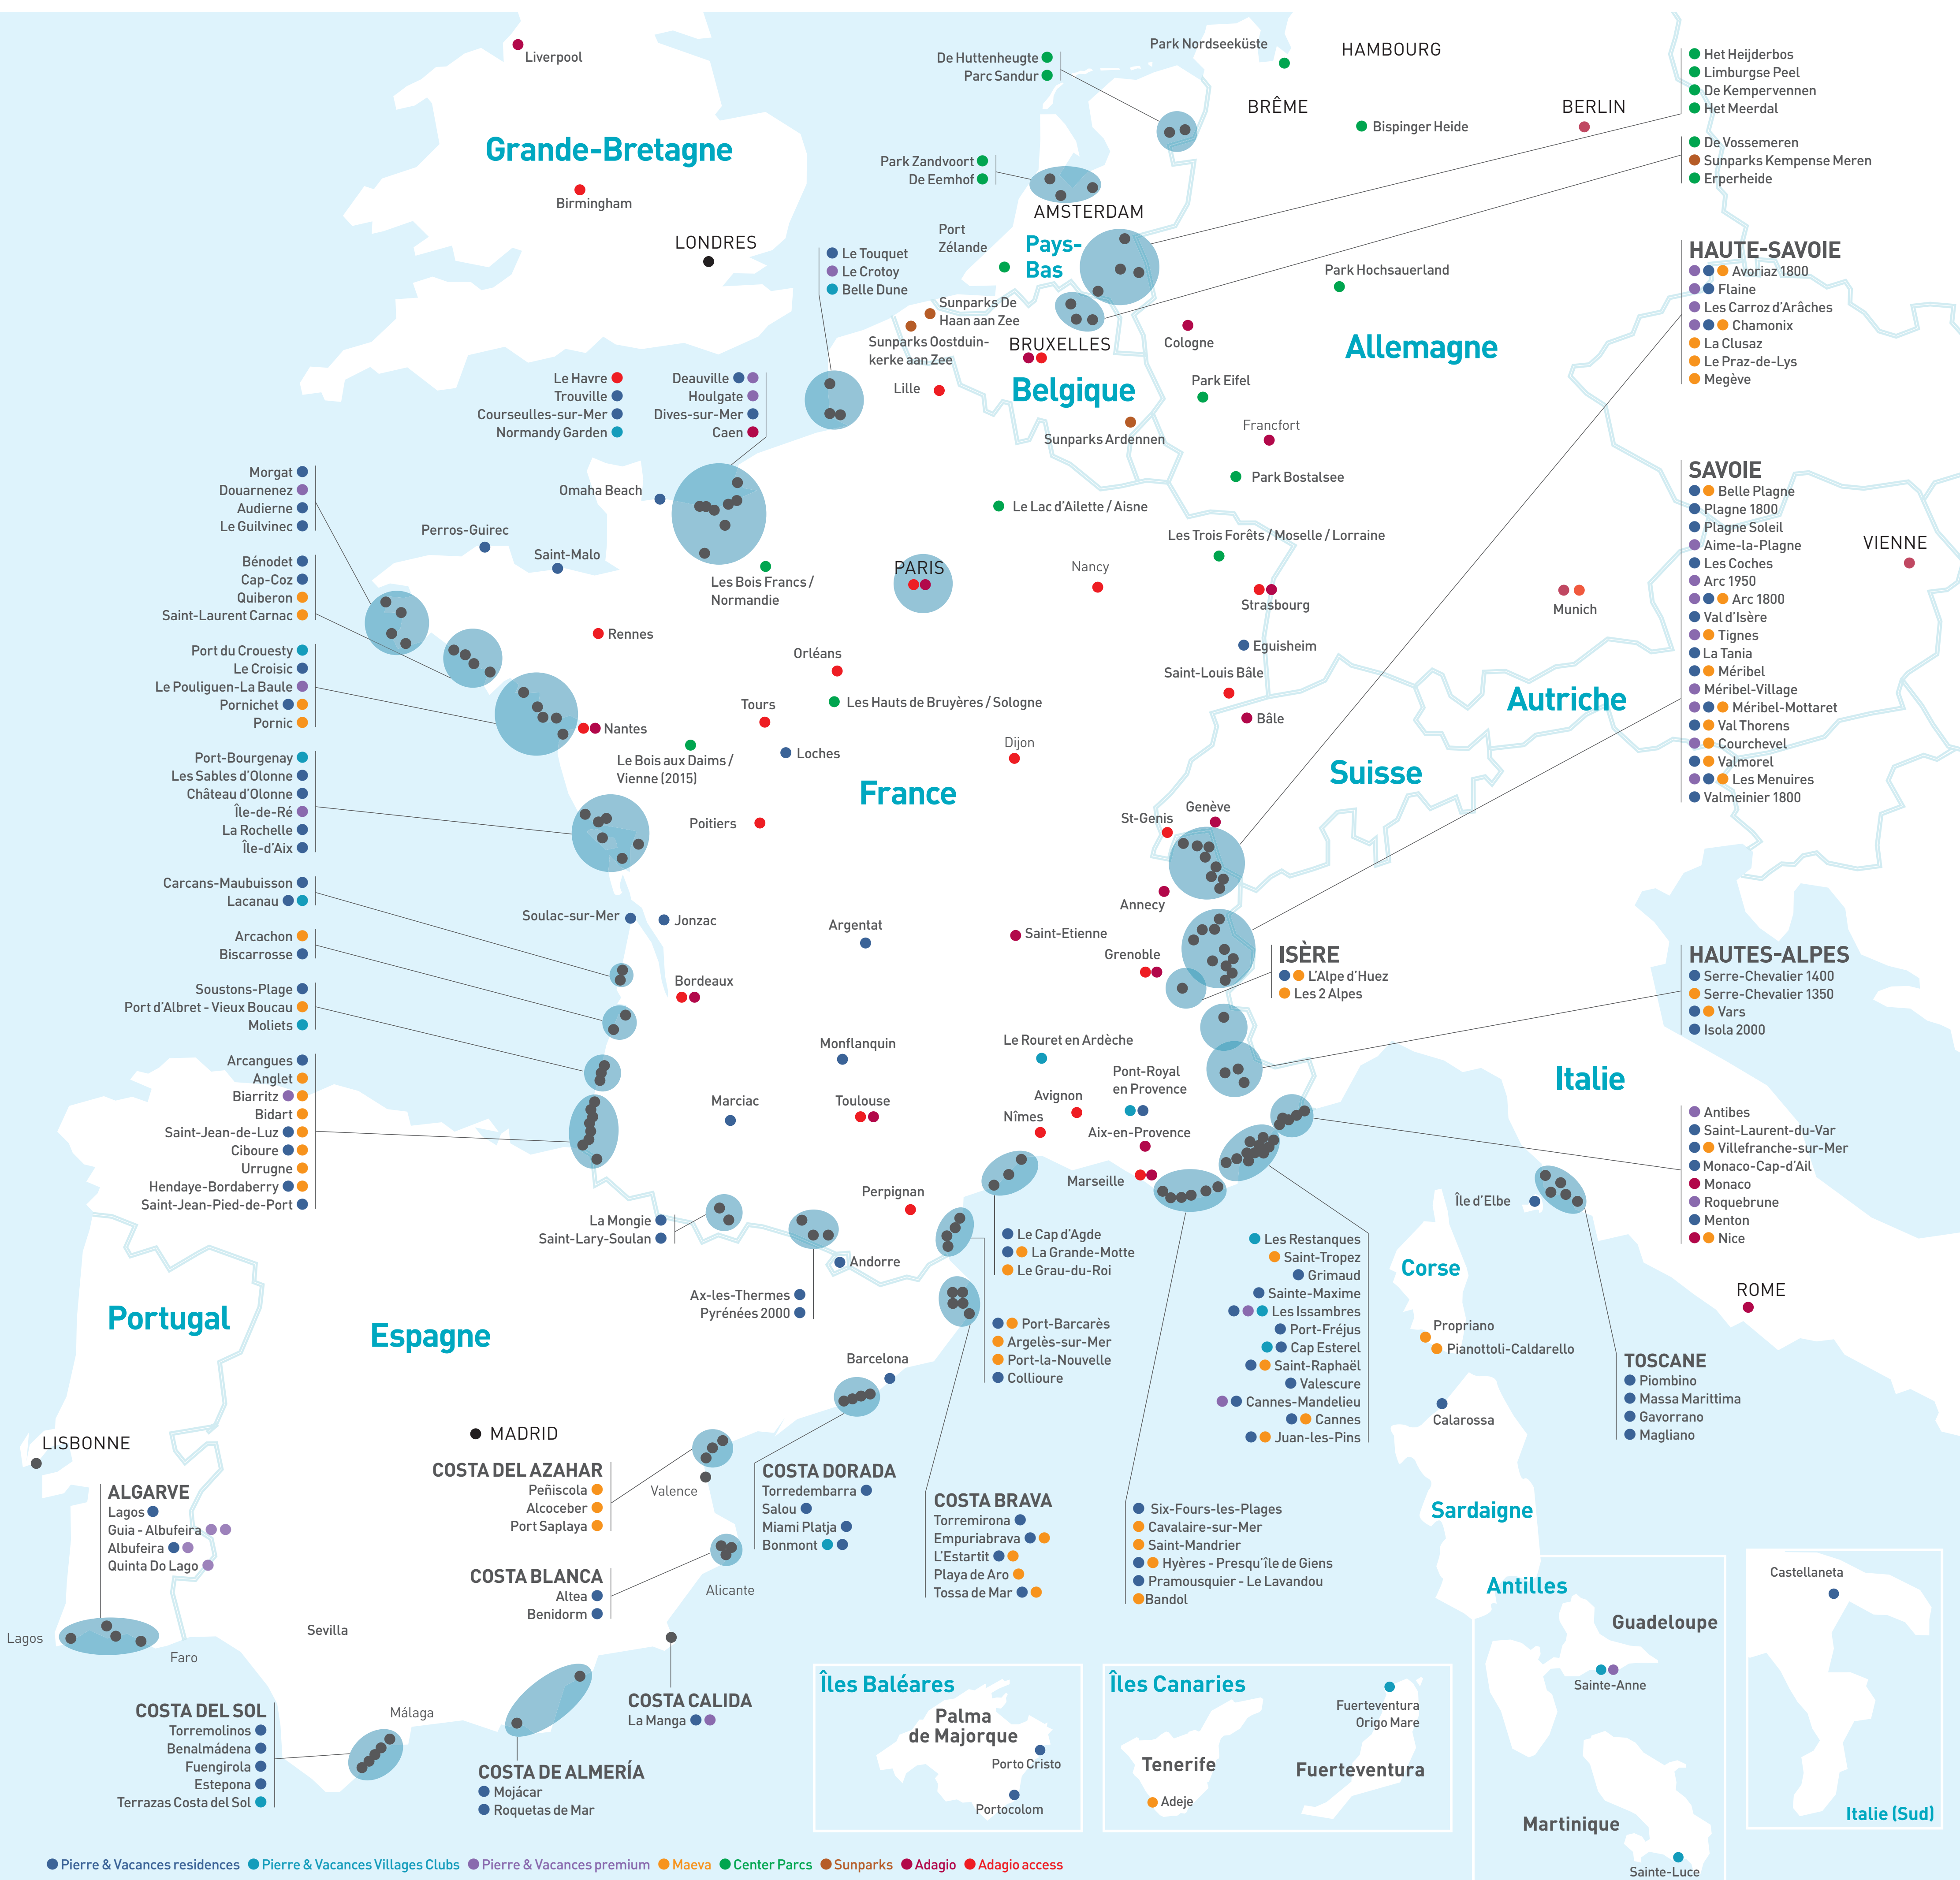 Liverpool
Grande-Bretagne
Birmingham
LONDRES
De Huttenheugte
Parc Sandur
Park Nordseeküste
HAMBOURG
BRÊME
BERLIN
Bispinger Heide
Park Zandvoort
De Eemhof
AMSTERDAM
Port
Zélande
Pays-
Bas
Het Heijderbos
Limburgse Peel
De Kempervennen
Het Meerdal
De Vossemeren
Sunparks Kempense Meren
Erperheide
Le Touquet
Le Crotoy
Belle Dune
Sunparks De
Haan aan Zee
Sunparks Oostduin-
kerke aan Zee
BRUXELLES
Belgique
Lille
Cologne
Park Hochsauerland
Allemagne
Park Eifel
Sunparks Ardennen
Francfort
Park Bostalsee
HAUTE-SAVOIE
Avoriaz 1800
Flaine
Les Carroz d'Arâches
Chamonix
La Clusaz
Le Praz-de-Lys
Megève
Le Havre
Trouville
Courseulles-sur-Mer
Normandy Garden
Deauville
Houlgate
Dives-sur-Mer
Caen
Omaha Beach
Perros-Guirec
Saint-Malo
Les Bois Francs /
Normandie
PARIS
Le Lac d'Ailette / Aisne
Les Trois Forêts / Moselle / Lorraine
Nancy
Strasbourg
Munich
VIENNE
Eguisheim
Saint-Louis Bâle
Bâle
Autriche
Suisse
SAVOIE
Belle Plagne
Plagne 1800
Plagne Soleil
Aime-la-Plagne
Les Coches
Arc 1950
Arc 1800
Val d'Isère
Tignes
La Tania
Méribel
Méribel-Village
Méribel-Mottaret
Val Thorens
Courchevel
Valmorel
Les Menuires
Valmeinier 1800
Morgat
Douarnenez
Audierne
Le Guilvinec
Bénodet
Cap-Coz
Quiberon
Saint-Laurent Carnac
Port du Crouesty
Le Croisic
Le Pouliguen-La Baule
Pornichet
Pornic
Port-Bourgenay
Les Sables d'Olonne
Château d'Olonne
Île-de-Ré
La Rochelle
Île-d'Aix
Carcans-Maubuisson
Lacanau
Arcachon
Biscarrosse
Soustons-Plage
Port d'Albret - Vieux Boucau
Moliets
Arcangues
Anglet
Biarritz
Bidart
Saint-Jean-de-Luz
Ciboure
Urrugne
Hendaye-Bordaberry
Saint-Jean-Pied-de-Port
Rennes
Orléans
Les Hauts de Bruyères / Sologne
Tours
Nantes
Le Bois aux Daims /
Vienne (2015)
Loches
Dijon
France
Poitiers
St-Genis
Genève
Annecy
Soulac-sur-Mer
Jonzac
Argentat
Saint-Etienne
Grenoble
Bordeaux
ISÈRE
L'Alpe d'Huez
Les 2 Alpes
HAUTES-ALPES
Serre-Chevalier 1400
Serre-Chevalier 1350
Vars
Isola 2000
Monflanquin
Le Rouret en Ardèche
Pont-Royal
en Provence
Marciac
Toulouse
Avignon
Nîmes
Aix-en-Provence
Marseille
Perpignan
Italie
Antibes
Saint-Laurent-du-Var
Villefranche-sur-Mer
Monaco-Cap-d'Ail
Monaco
Roquebrune
Menton
Nice
Île d'Elbe
ROME
La Mongie
Saint-Lary-Soulan
Andorre
Ax-les-Thermes
Pyrénées 2000
Le Cap d'Agde
La Grande-Motte
Le Grau-du-Roi
Port-Barcarès
Argelès-sur-Mer
Port-la-Nouvelle
Collioure
Les Restanques
Saint-Tropez
Grimaud
Sainte-Maxime
Les Issambres
Port-Fréjus
Cap Esterel
Saint-Raphaël
Valescure
Cannes-Mandelieu
Cannes
Juan-les-Pins
Corse
Propriano
Pianottoli-Caldarello
Calarossa
Sardaigne
TOSCANE
Piombino
Massa Marittima
Gavorrano
Magliano
Portugal
Espagne
Barcelona
MADRID
LISBONNE
ALGARVE
Lagos
Guia - Albufeira
Albufeira
Quinta Do Lago
Lagos
Faro
Sevilla
COSTA DEL AZAHAR
Peñiscola
Alcoceber
Port Saplaya
Valence
COSTA DORADA
Torredembarra
Salou
Miami Platja
Bonmont
COSTA BLANCA
Altea
Benidorm
Alicante
COSTA BRAVA
Torremirona
Empuriabrava
L'Estartit
Playa de Aro
Tossa de Mar
Six-Fours-les-Plages
Cavalaire-sur-Mer
Saint-Mandrier
Hyères - Presqu'île de Giens
Pramousquier - Le Lavandou
Bandol
COSTA DEL SOL
Torremolinos
Benalmádena
Fuengirola
Estepona
Terrazas Costa del Sol
Málaga
COSTA DE ALMERÍA
Mojácar
Roquetas de Mar
COSTA CALIDA
La Manga
Îles Baléares
Palma
de Majorque
Porto Cristo
Portocolom
Îles Canaries
Tenerife
Adeje
Fuerteventura
Origo Mare
Fuerteventura
Antilles
Guadeloupe
Sainte-Anne
Martinique
Sainte-Luce
Castellaneta
Italie (Sud)
Pierre & Vacances residences Pierre & Vacances Villages Clubs Pierre & Vacances premium Maeva Center Parcs Sunparks Adagio Adagio access